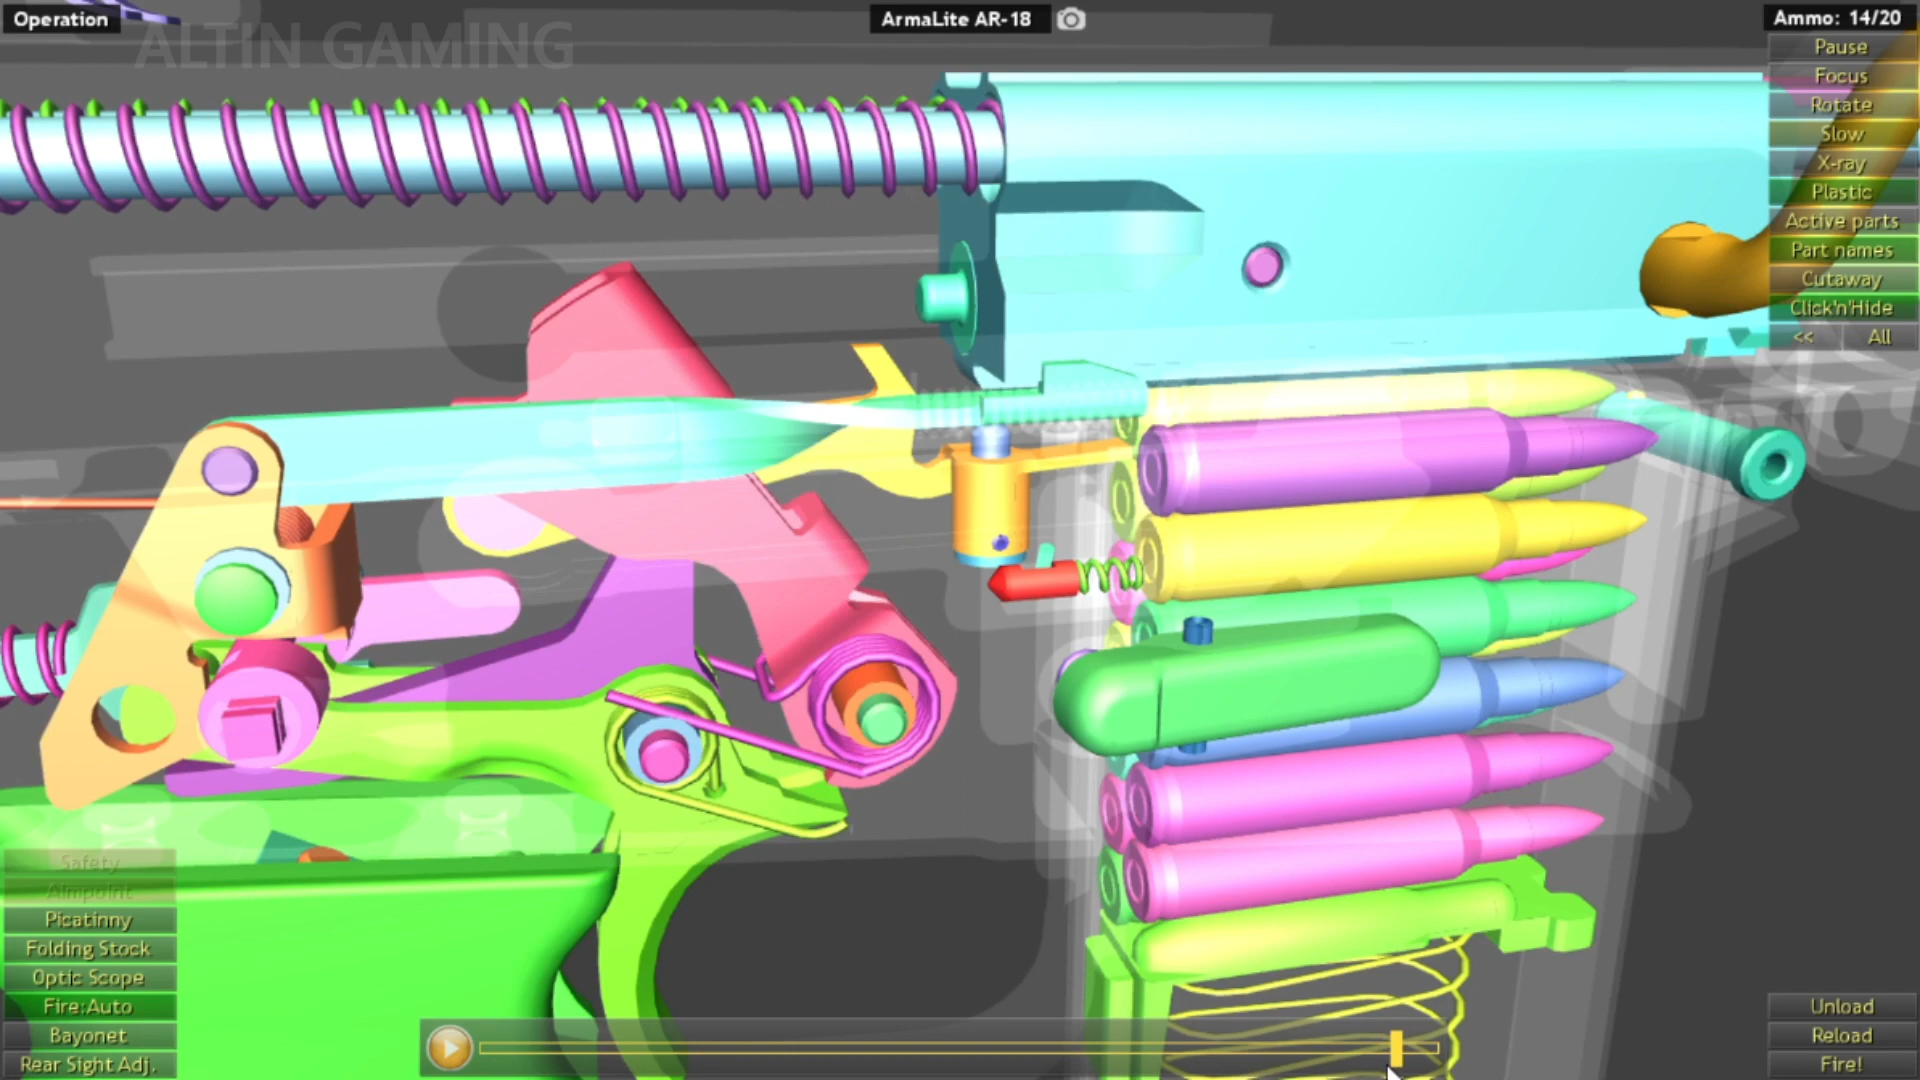 Operation
ALTIN GAMING
ArmaLite AR-18
Ammo: 14/20
Pause
Focus
Rotate
Slow
X-ray
Plastic
Active parts
Part names
Cutaway
Click'n'Hide
<< All
Safety
Aimpoint
Picatinny
Folding Stock
Optic Scope
Fire:Auto
Bayonet
Rear Sight Adj.
Unload
Reload
Fire!